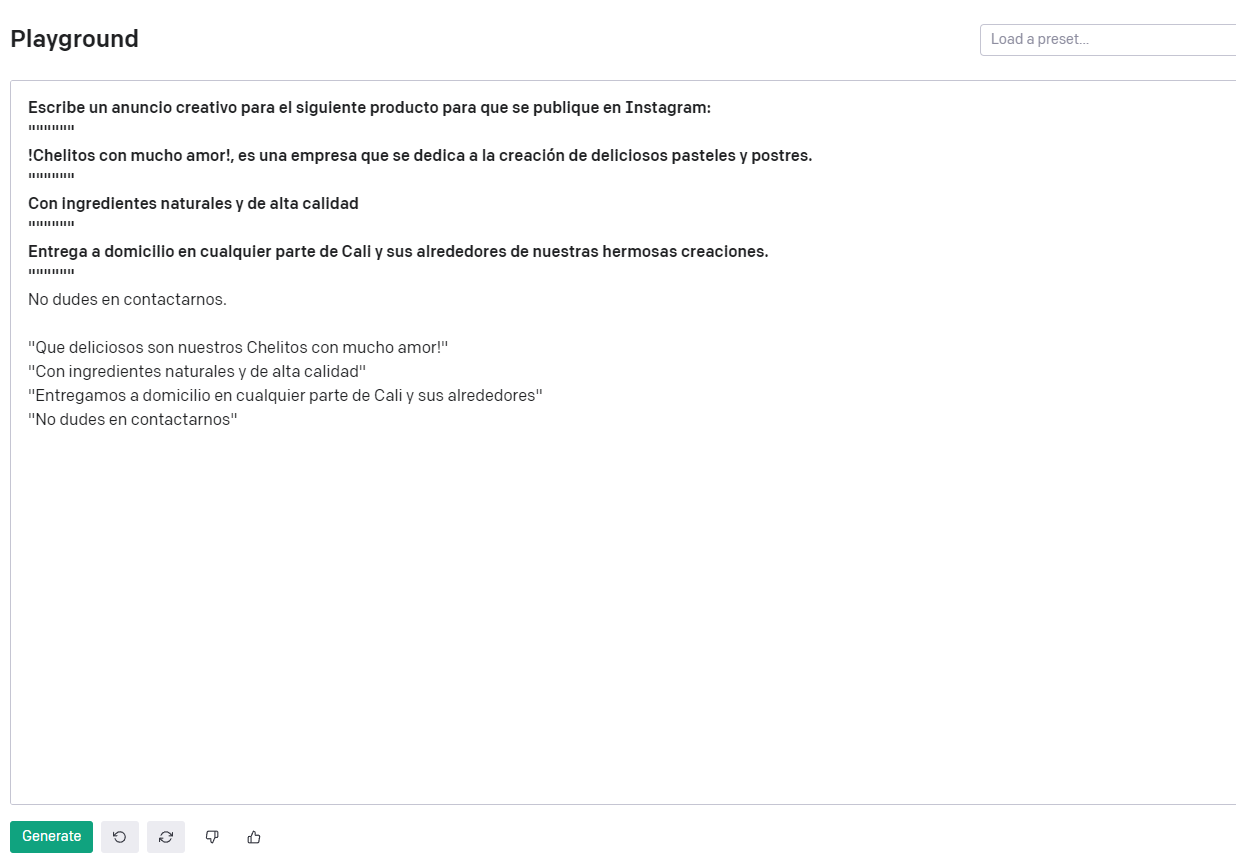 Playground
Load a preset...
Escribe un anuncio creativo para el siguiente producto para que se publique en Instagram:
""""""
!Chelitos con mucho amor!, es una empresa que se dedica a la creación de deliciosos pasteles y postres.
""""""
Con ingredientes naturales y de alta calidad
""""""
Entrega a domicilio en cualquier parte de Cali y sus alrededores de nuestras hermosas creaciones.
""""""
No dudes en contactarnos.
"Que deliciosos son nuestros Chelitos con mucho amor!"
"Con ingredientes naturales y de alta calidad"
"Entregamos a domicilio en cualquier parte de Cali y sus alrededores"
"No dudes en contactarnos"
Generate